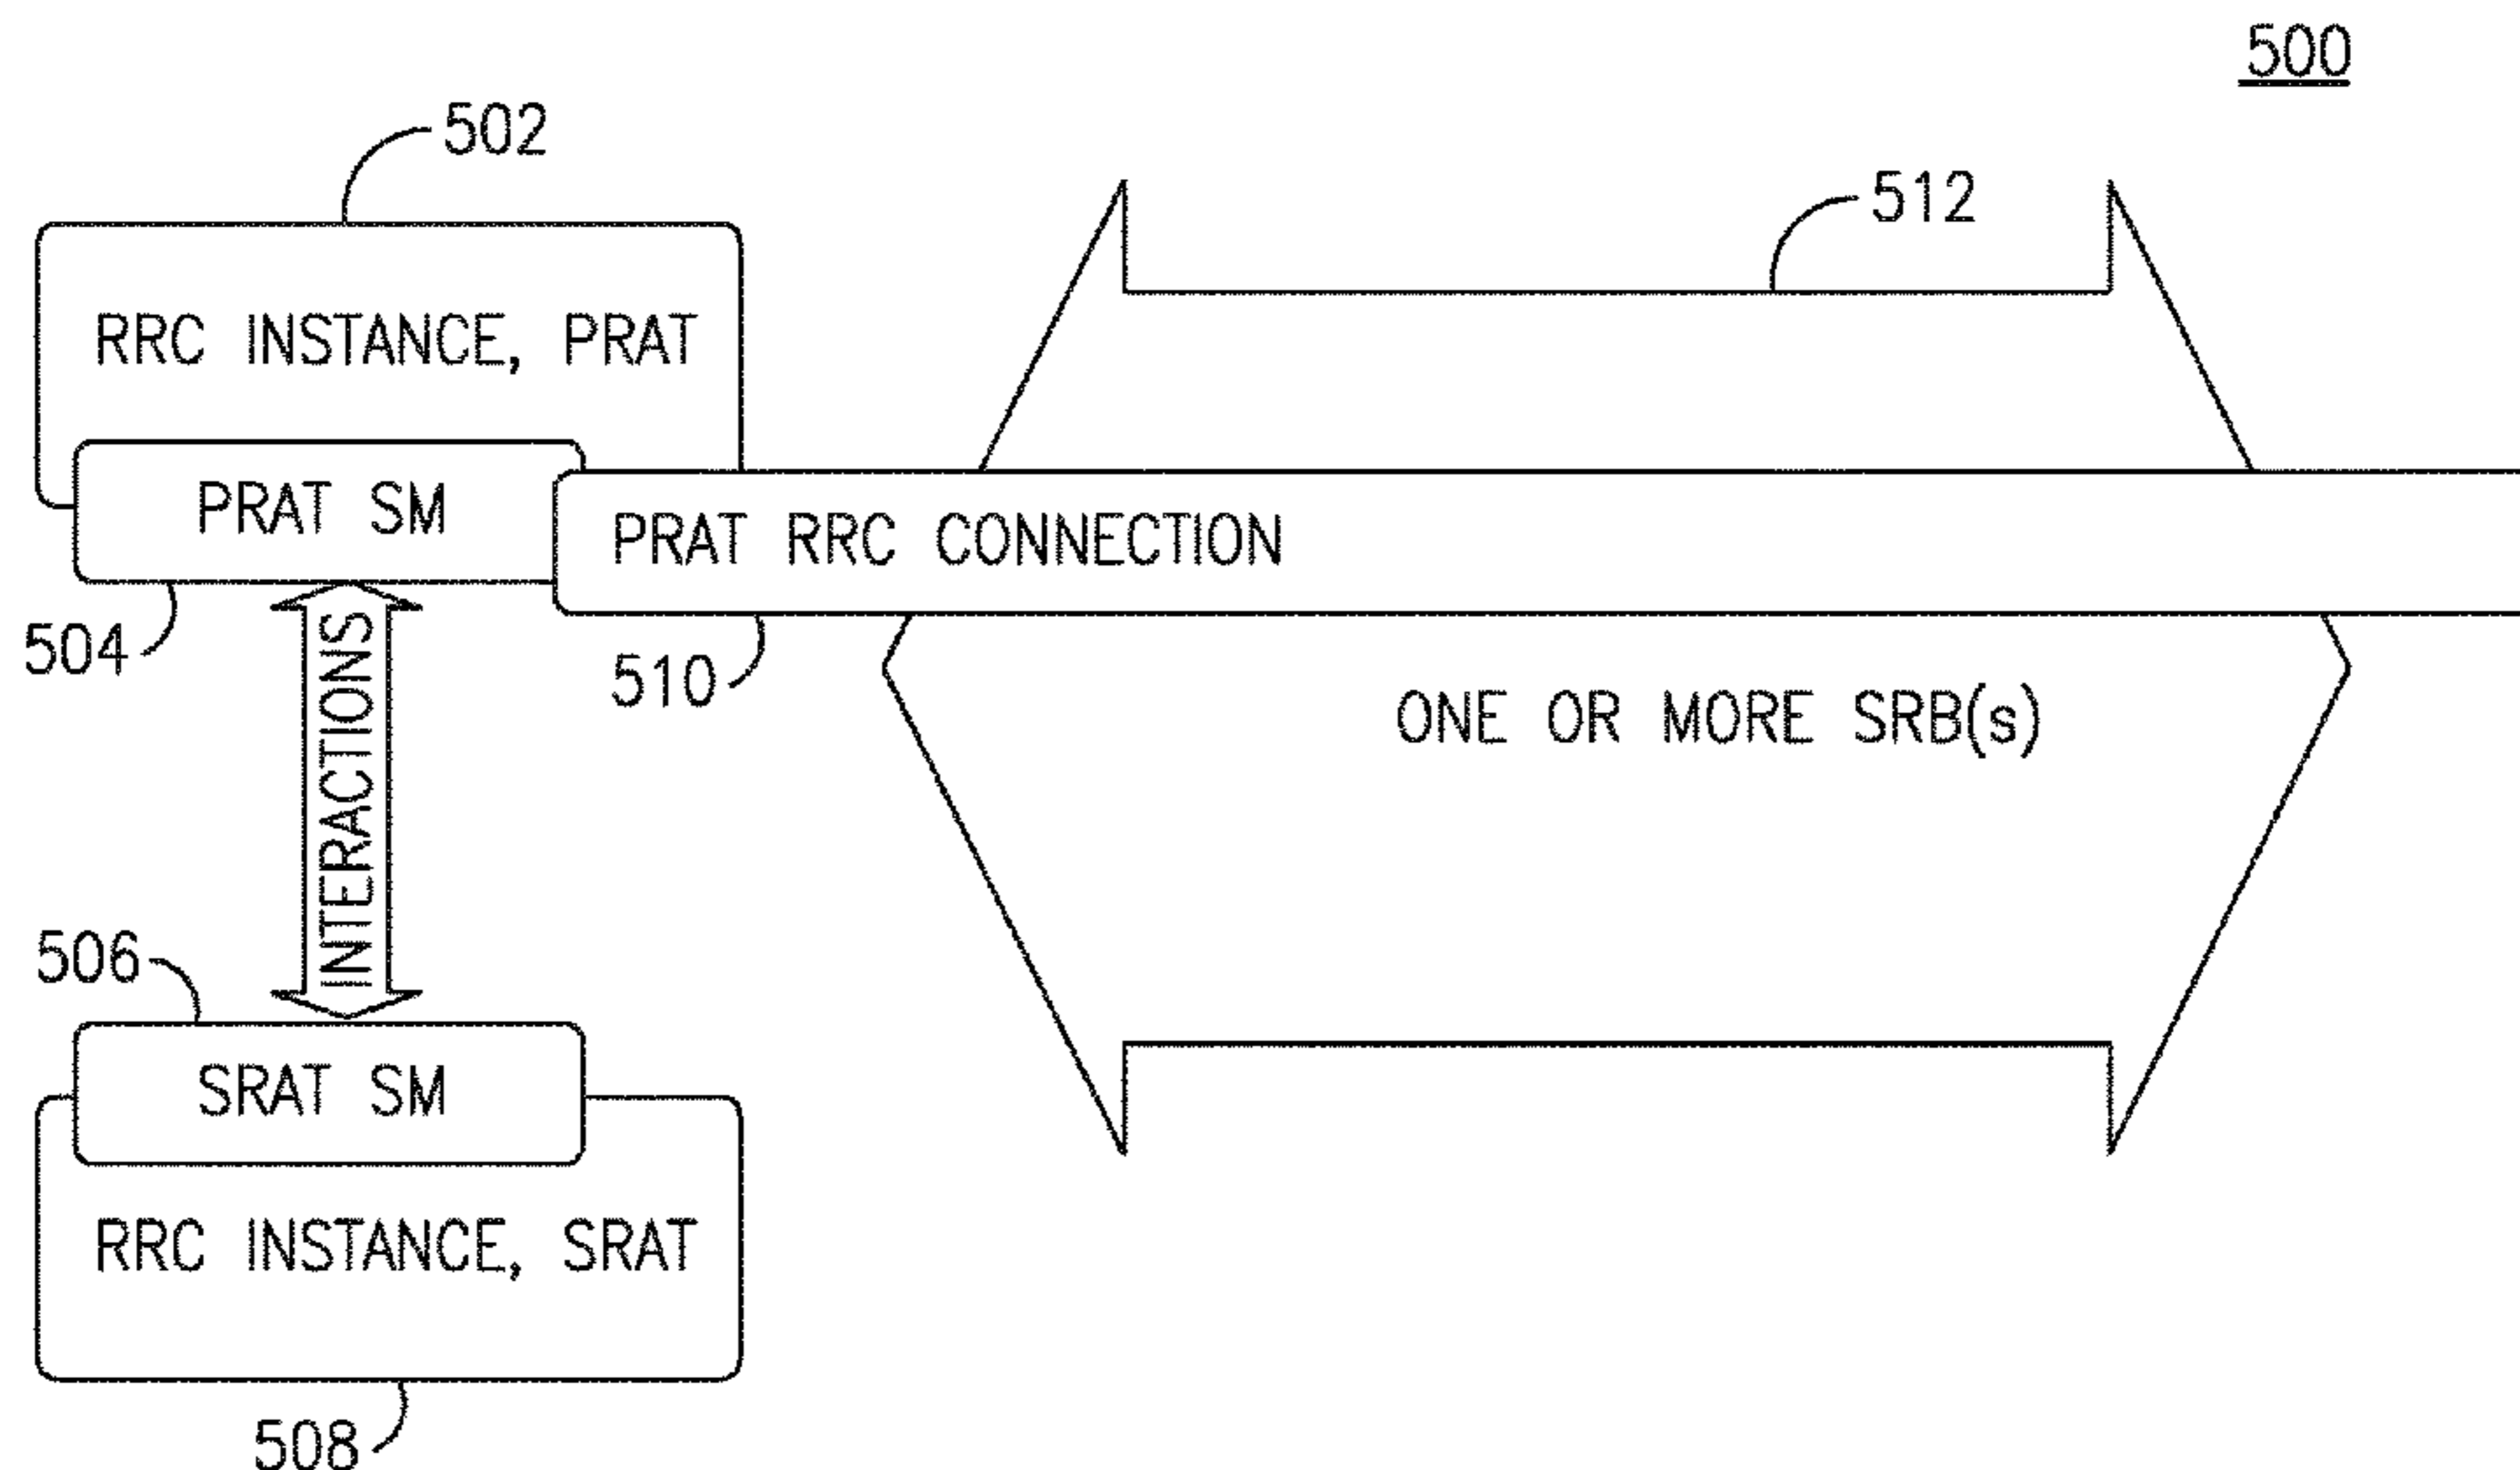 500
502
512
RRC INSTANCE, PRAT
PRAT SM
PRAT RRC CONNECTION
504
510
INTERACTIONS
ONE OR MORE SRB(s)
506
SRAT SM
RRC INSTANCE, SRAT
508